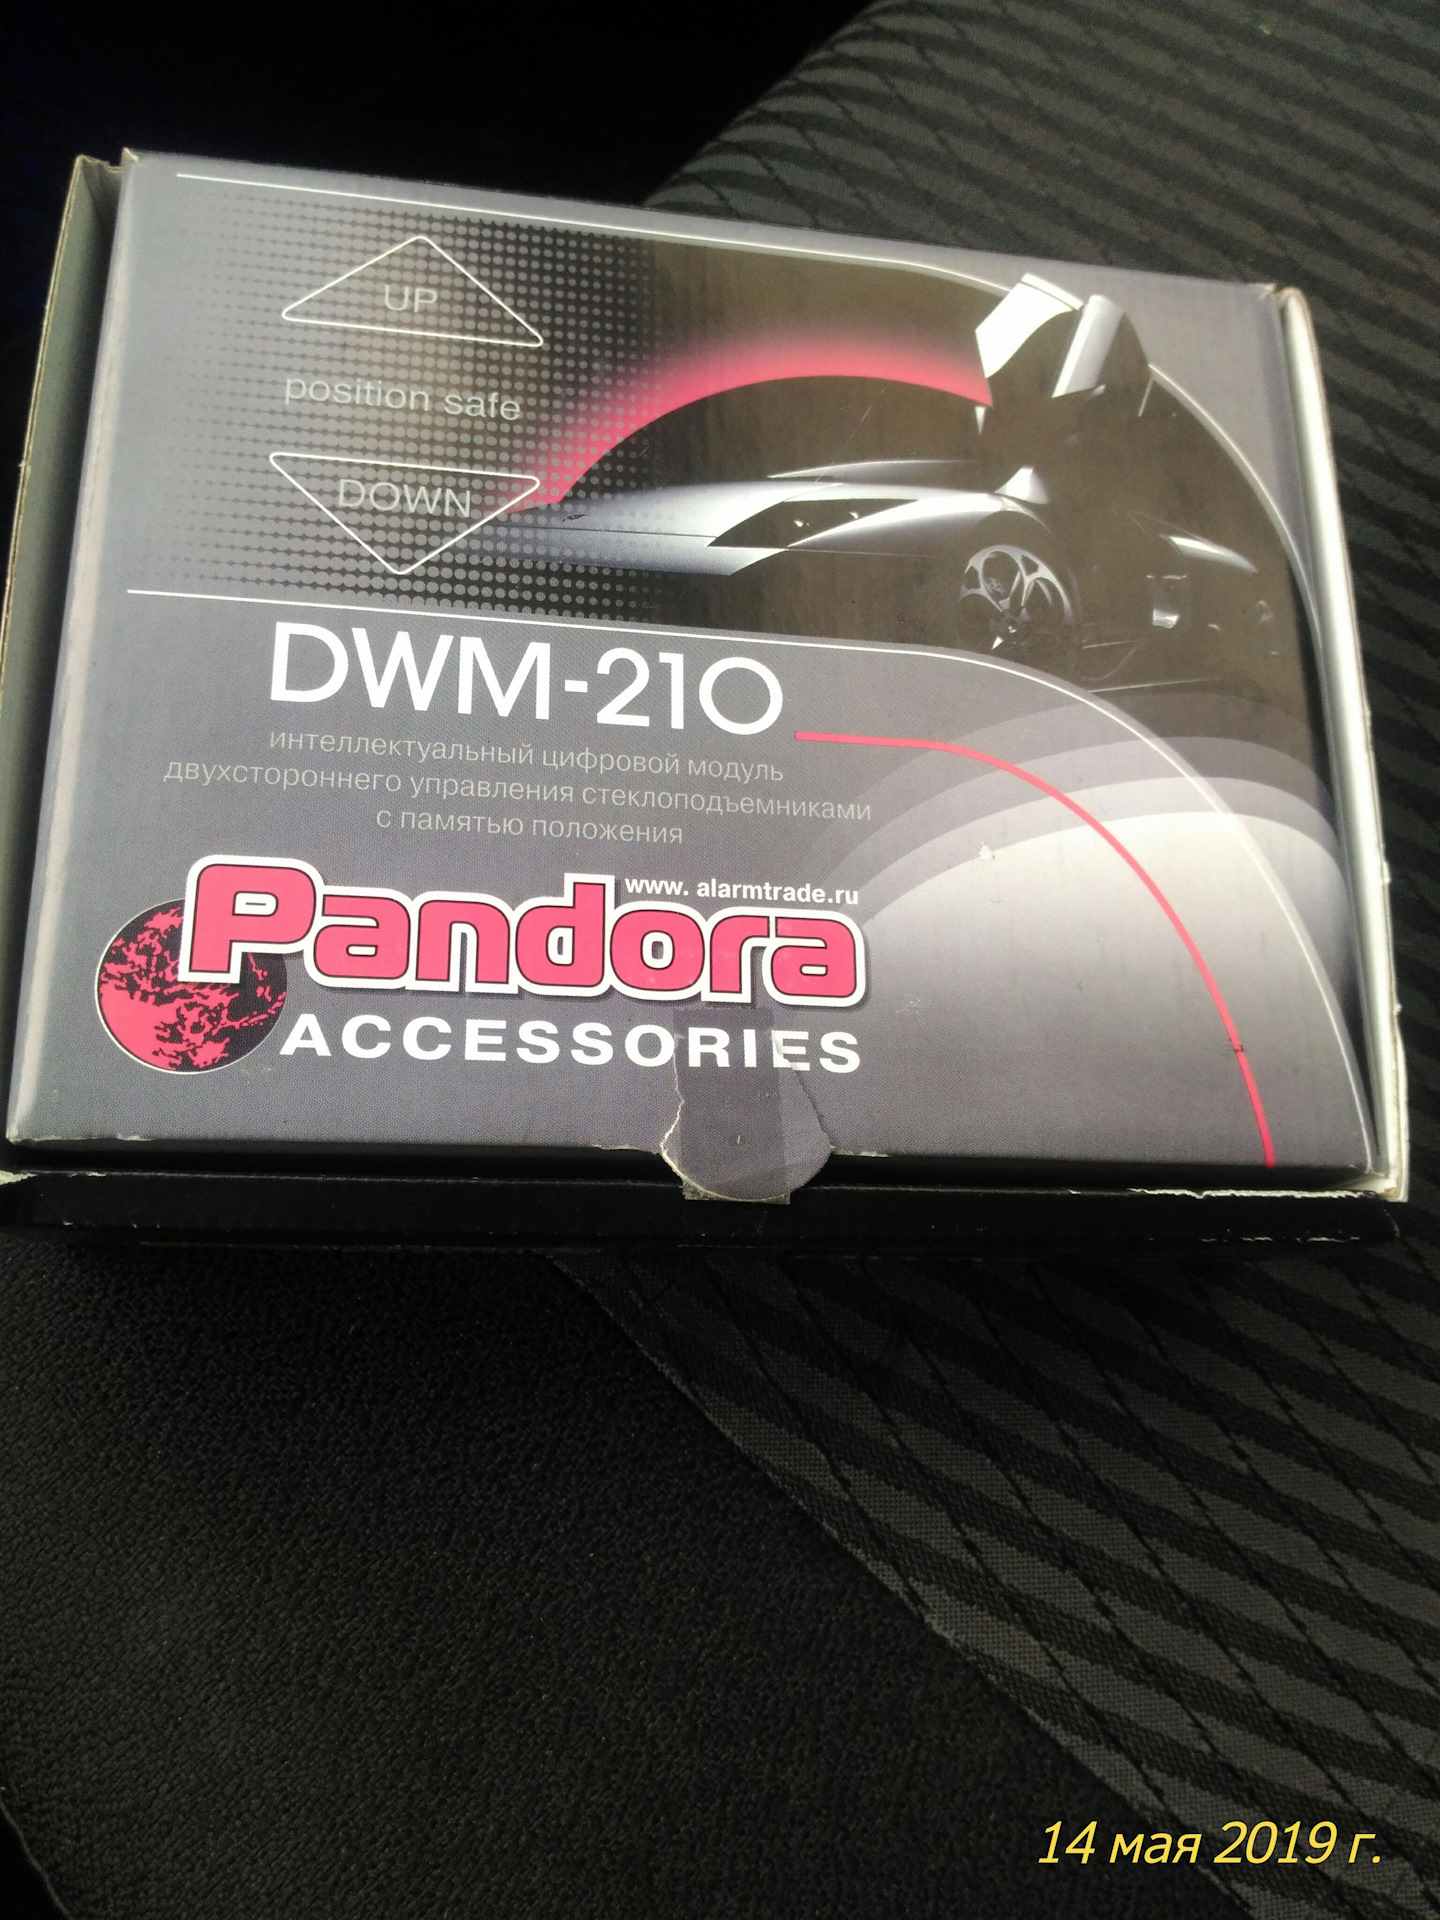 UP
position safe
DOWN
DWM-210
интеллектуальный цифровой модуль
двухстороннего управления стеклоподъемниками
с памятью положения
www. alarmtrade.ru
Pandora
ACCESSORIES
14 мая 2019 г.